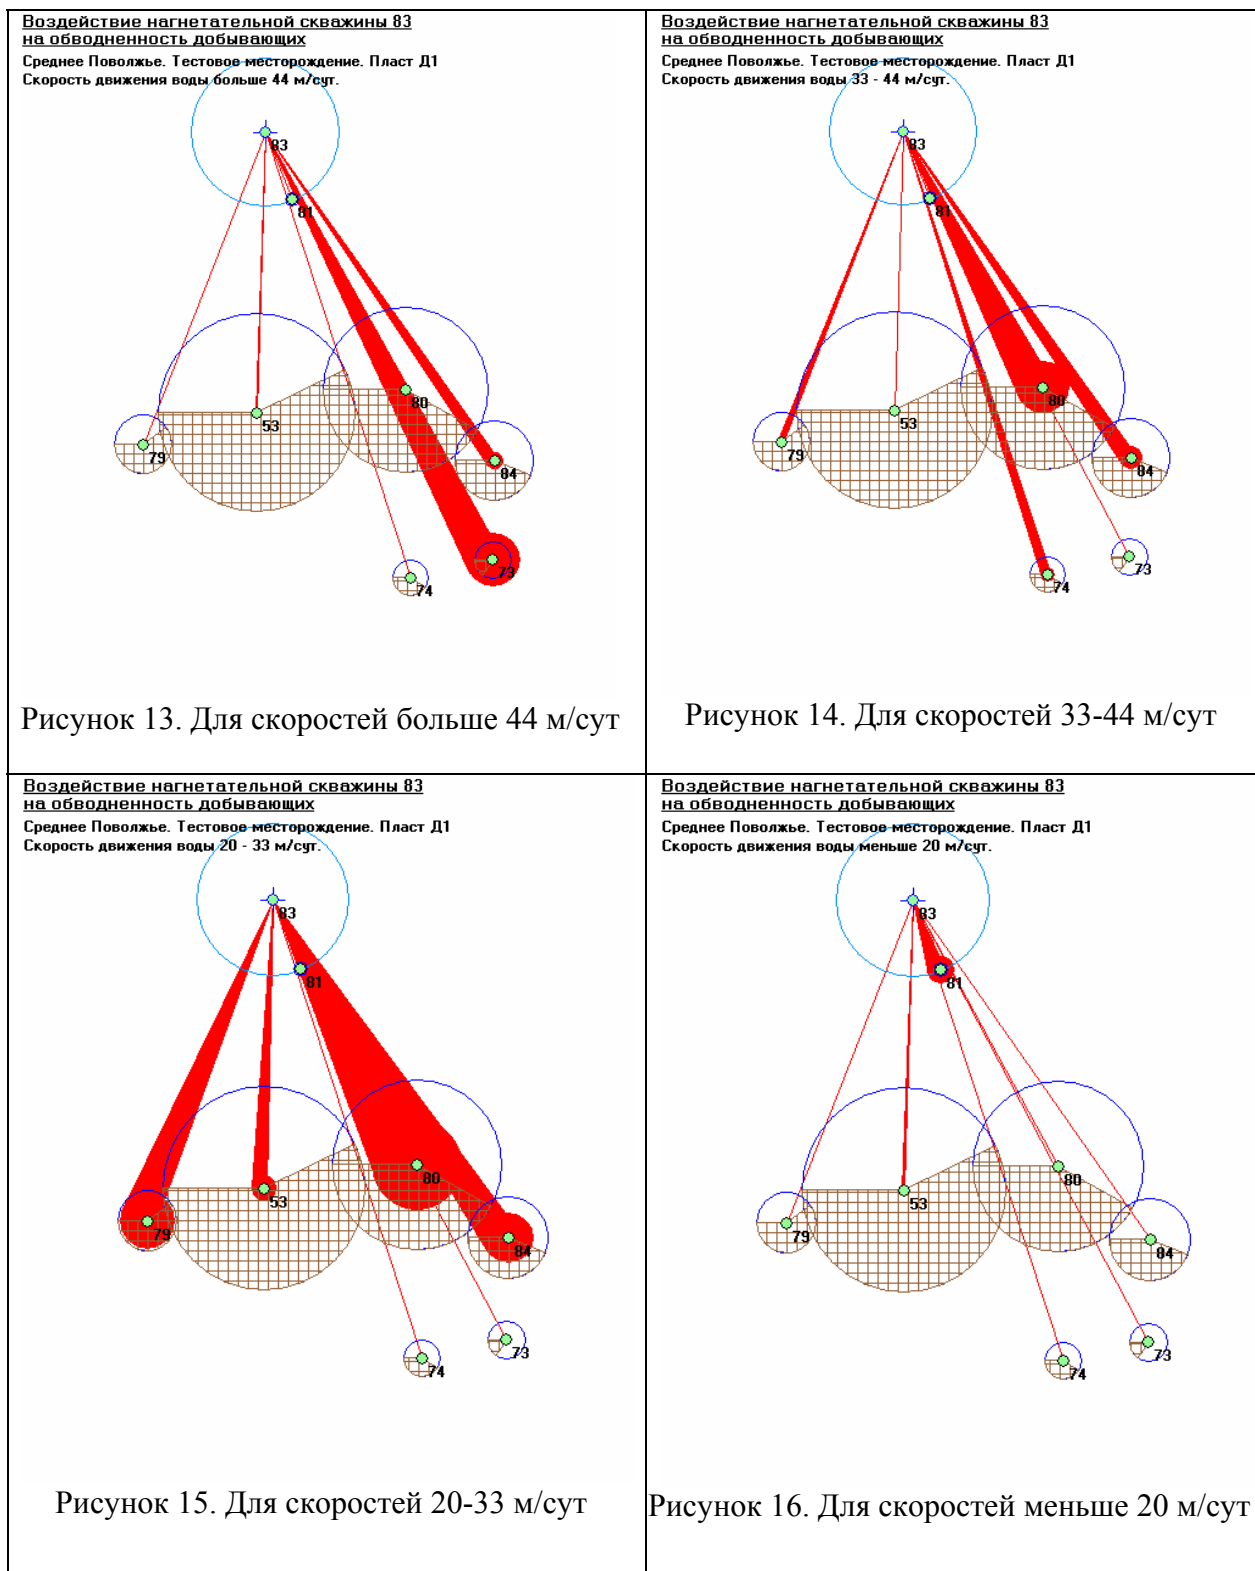 Воздействие нагнетательной скважины 83
на обводненность добывающих
Среднее Поволжье. Тестовое месторождение. Пласт Д1
Скорость движения воды больше 44 м/сут.
83
81
80
53
79
84
73
74
Рисунок 13. Для скоростей больше 44 м/сут
Воздействие нагнетательной скважины 83
на обводненность добывающих
Среднее Поволжье. Тестовое месторождение. Пласт Д1
Скорость движения воды 33 - 44 м/сут.
83
81
80
53
79
84
73
74
Рисунок 14. Для скоростей 33-44 м/сут
Воздействие нагнетательной скважины 83
на обводненность добывающих
Среднее Поволжье. Тестовое месторождение. Пласт Д1
Скорость движения воды 20 - 33 м/сут.
83
81
80
53
79
84
73
74
Рисунок 15. Для скоростей 20-33 м/сут
Воздействие нагнетательной скважины 83
на обводненность добывающих
Среднее Поволжье. Тестовое месторождение. Пласт Д1
Скорость движения воды меньше 20 м/сут.
83
81
80
53
79
84
73
74
Рисунок 16. Для скоростей меньше 20 м/сут